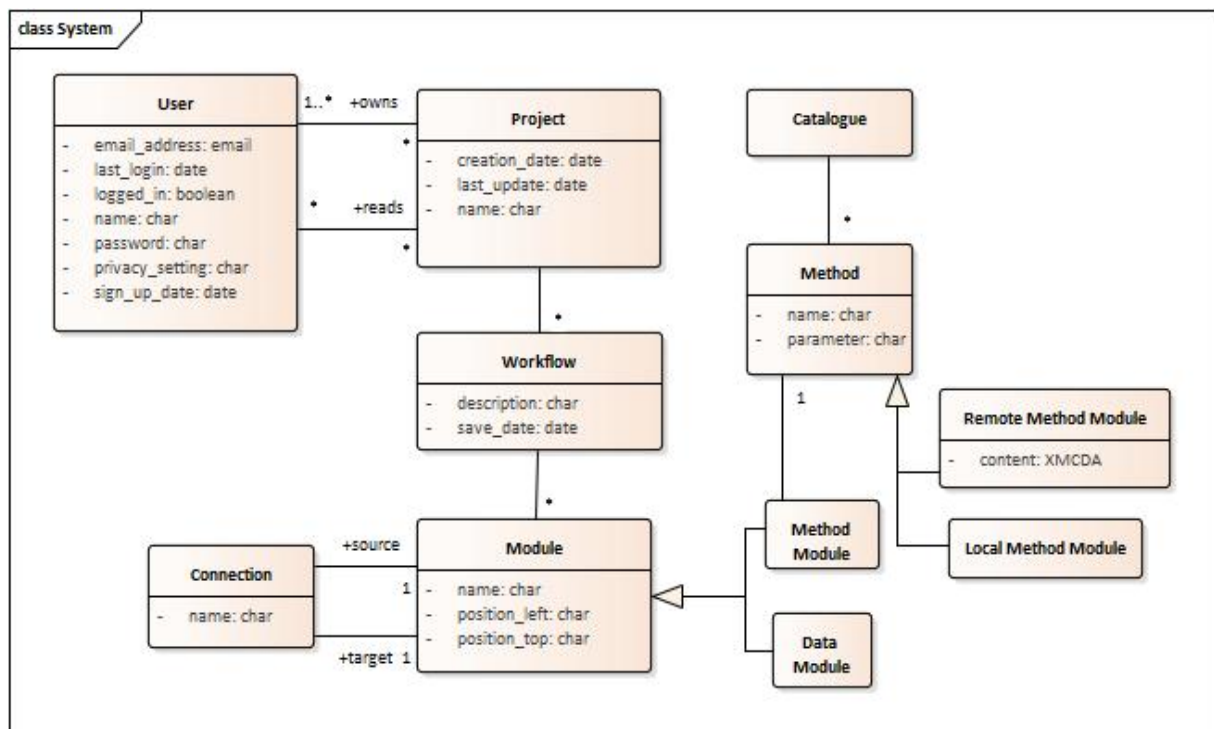 class System
User
- email_address: email
- last_login: date
- logged_in: boolean
- name: char
- password: char
- privacy_setting: char
- sign_up_date: date
1..* +owns
*
* +reads
*
Project
- creation_date: date
- last_update: date
- name: char
*
Workflow
- description: char
- save_date: date
*
Module
- name: char
- position_left: char
- position_top: char
+source
1
+target 1
Connection
- name: char
Catalogue
*
Method
- name: char
- parameter: char
1
Remote Method Module
- content: XMCDA
Local Method Module
Method
Module
Data
Module